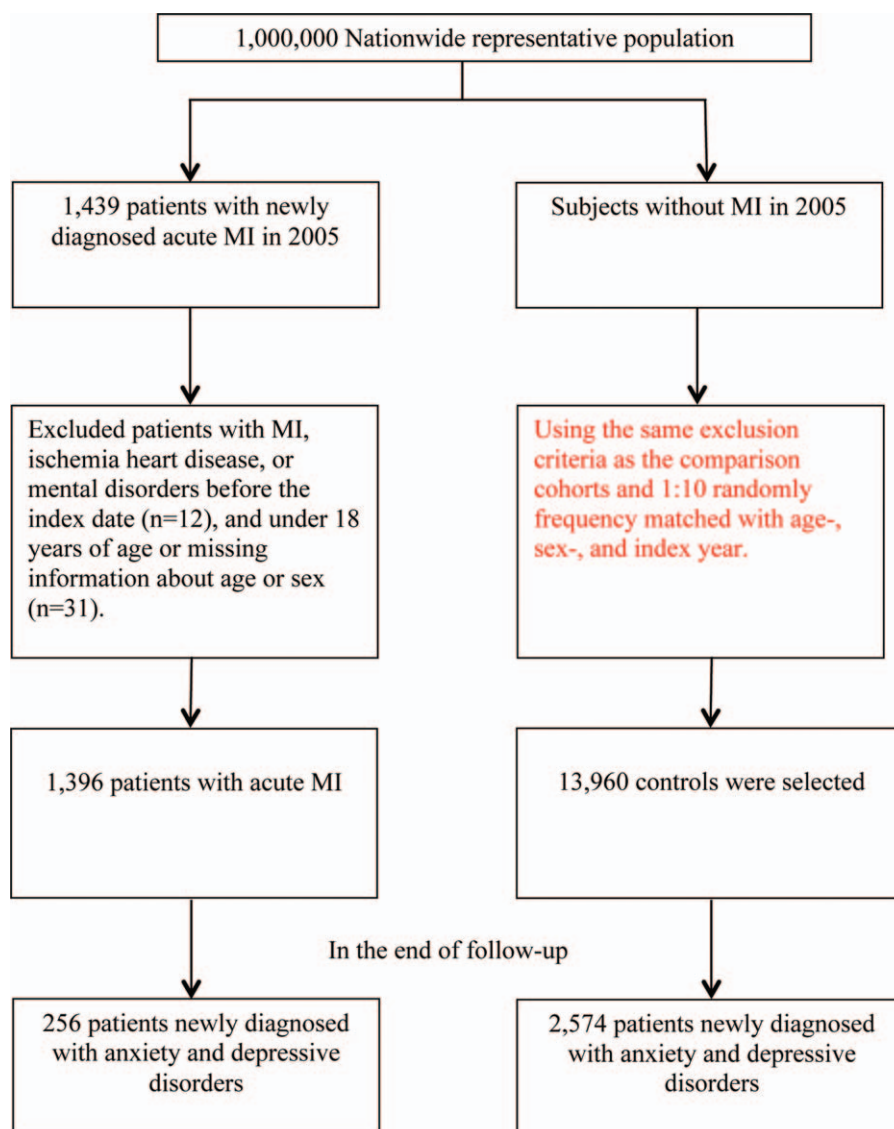 1,000,000 Nationwide representative population
1,439 patients with newly
diagnosed acute MI in 2005
Subjects without MI in 2005
Excluded patients with MI,
ischemia heart disease, or
mental disorders before the
index date (n=12), and under 18
years of age or missing
information about age or sex
(n=31).
Using the same exclusion
criteria as the comparison
cohorts and 1:10 randomly
frequency matched with age-,
sex-, and index year.
1,396 patients with acute MI
13,960 controls were selected
In the end of follow-up
256 patients newly diagnosed
with anxiety and depressive
disorders
2,574 patients newly diagnosed
with anxiety and depressive
disorders